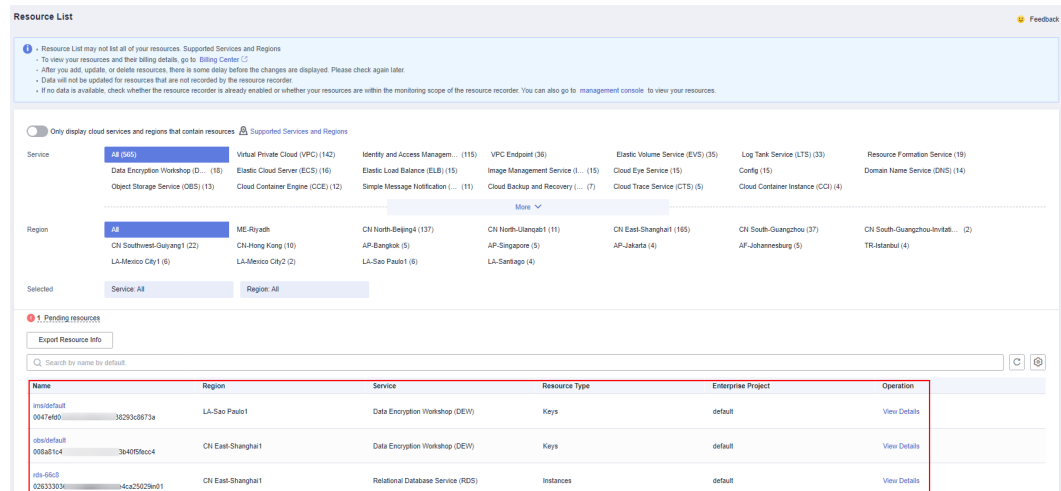 Resource List
Feedback
Resource List may not list all of your resources. Supported Services and Regions
To view your resources and their billing details, go to Billing Center
After you add, update, or delete resources, there is some delay before the changes are displayed. Please check again later.
Data will not be updated for resources that are not recorded by the resource recorder.
If no data is available, check whether the resource recorder is already enabled or whether your resources are within the monitoring scope of the resource recorder. You can also go to management console to view your resources.
Only display cloud services and regions that contain resources Supported Services and Regions
Service All (565) Virtual Private Cloud (VPC) (142) Identity and Access Managem... (115) VPC Endpoint (36) Elastic Volume Service (EVS) (35) Log Tank Service (LTS) (33) Resource Formation Service (19)
Data Encryption Workshop (D... (18) Elastic Cloud Server (ECS) (16) Elastic Load Balance (ELB) (15) Image Management Service (I... (15) Cloud Eye Service (15) Config (15) Domain Name Service (DNS) (14)
Object Storage Service (OBS) (13) Cloud Container Engine (CCE) (12) Simple Message Notification (... (11) Cloud Backup and Recovery (... (7) Cloud Trace Service (CTS) (5) Cloud Container Instance (CCI) (4)
More
Region All ME-Riyadh CN North-Beijing4 (137) CN North-Ulanqab1 (11) CN East-Shanghai1 (165) CN South-Guangzhou (37) CN South-Guangzhou-Invitati... (2)
CN Southwest-Guiyang1 (22) CN-Hong Kong (10) AP-Bangkok (5) AP-Singapore (5) AP-Jakarta (4) AF-Johannesburg (5) TR-Istanbul (4)
LA-Mexico City1 (6) LA-Mexico City2 (2) LA-Sao Paulo1 (6) LA-Santiago (4)
Selected Service: All Region: All
1 Pending resources
Export Resource Info
Search by name by default
Name Region Service Resource Type Enterprise Project Operation
ims/default
0047efd0 38293c8673a LA-Sao Paulo1 Data Encryption Workshop (DEW) Keys default View Details
obs/default
008a81c4 3b40f5fecc4 CN East-Shanghai1 Data Encryption Workshop (DEW) Keys default View Details
rds-66c8
CN East-Shanghai1 Relational Database Service (RDS) Instances default View Details